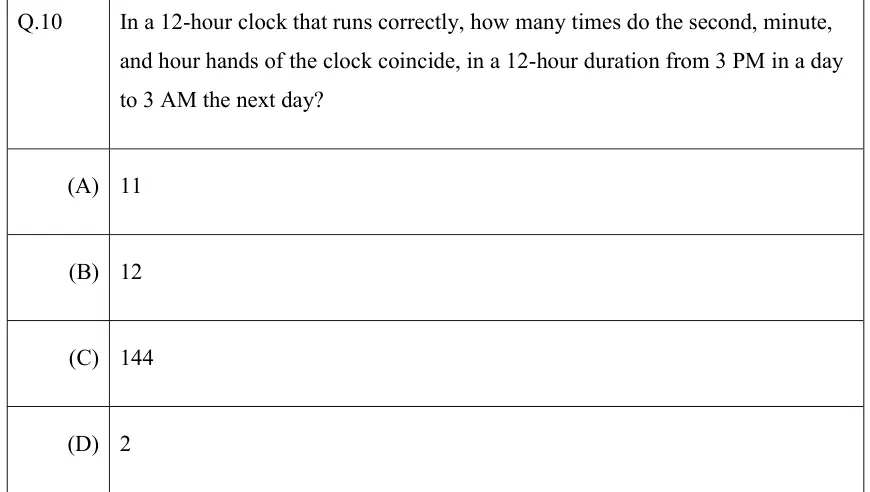 Q.10 In a 12-hour clock that runs correctly, how many times do the second, minute,
and hour hands of the clock coincide, in a 12-hour duration from 3 PM in a day
to 3 AM the next day?
(A) 11
(B) 12
(C) 144
(D) 2